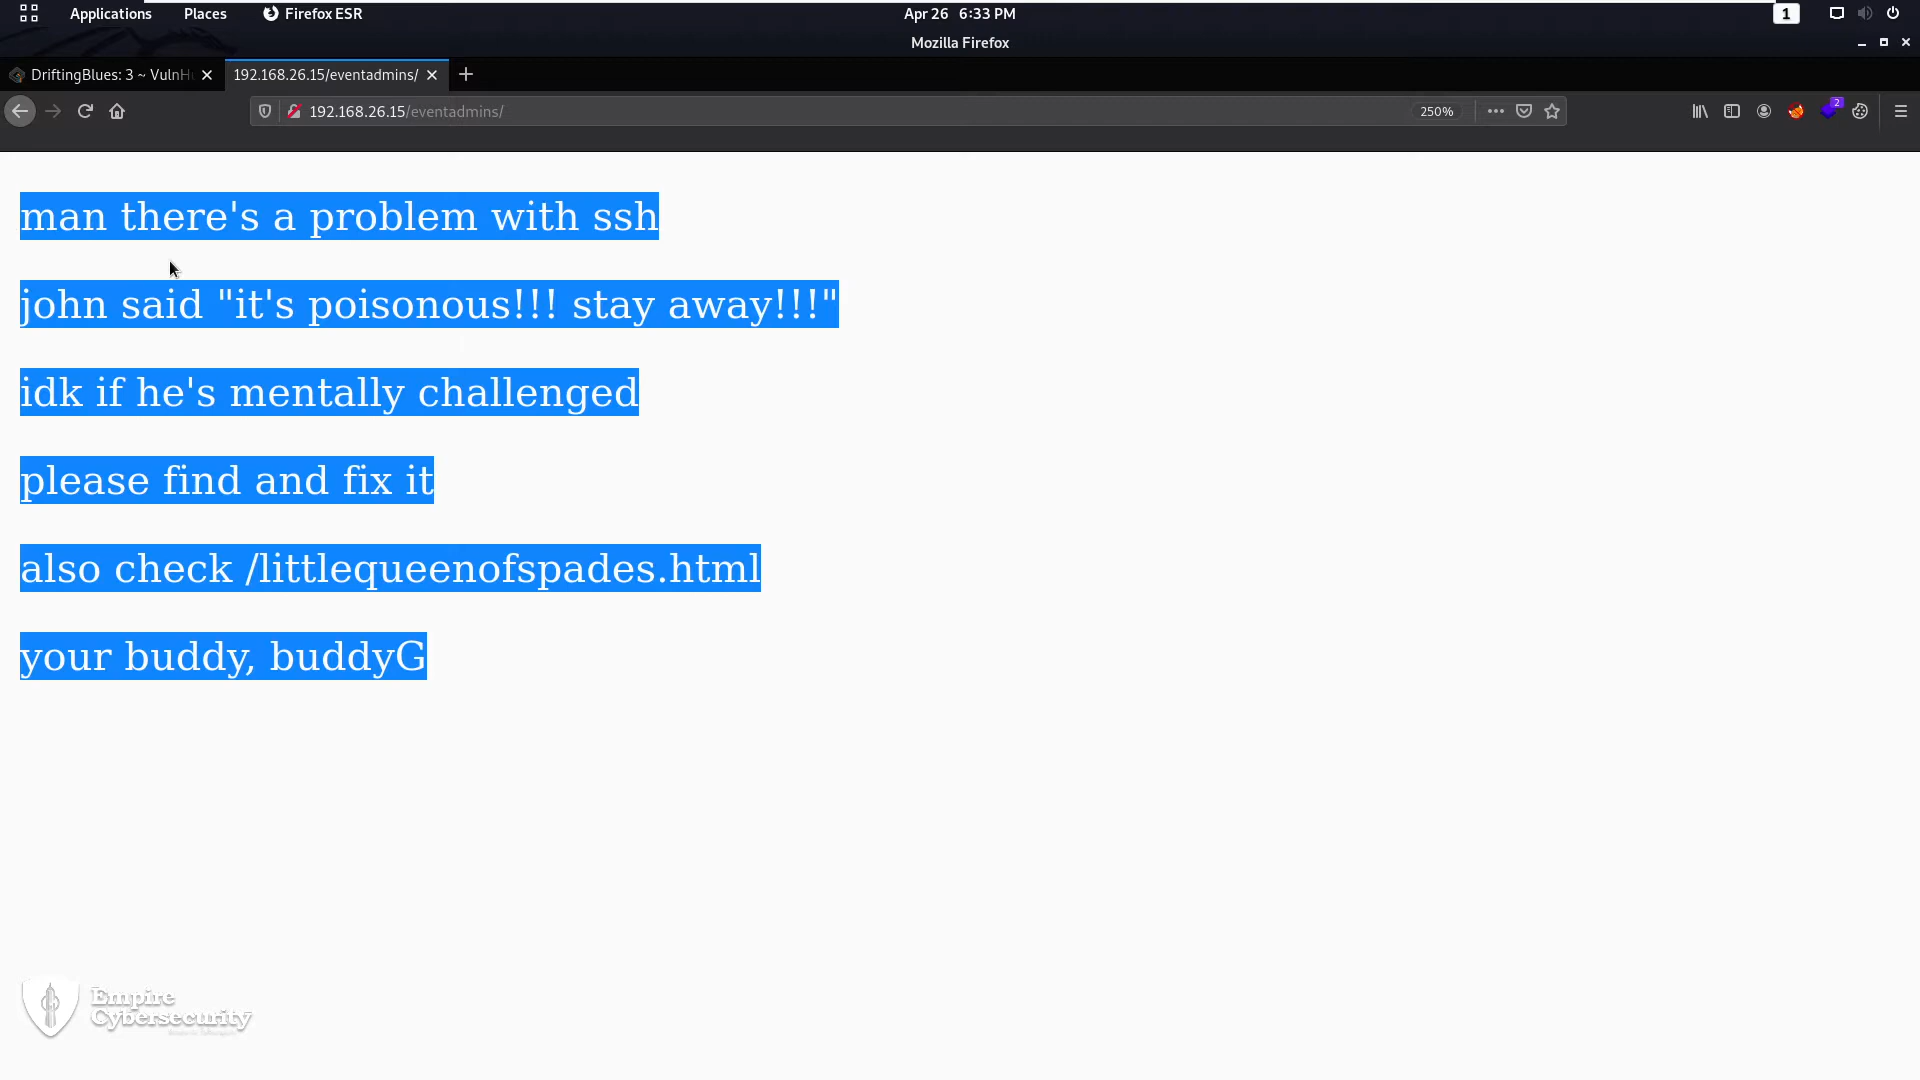 Applications Places Firefox ESR Apr 26 6:33 PM 1
Mozilla Firefox
DriftingBlues: 3 ~ VulnH 192.168.26.15/eventadmins/
192.168.26.15/eventadmins/ 250% 2
man there's a problem with ssh
john said "it's poisonous!!! stay away!!!"
idk if he's mentally challenged
please find and fix it
also check /littlequeenofspades.html
your buddy, buddyG
Empire
Cybersecurity